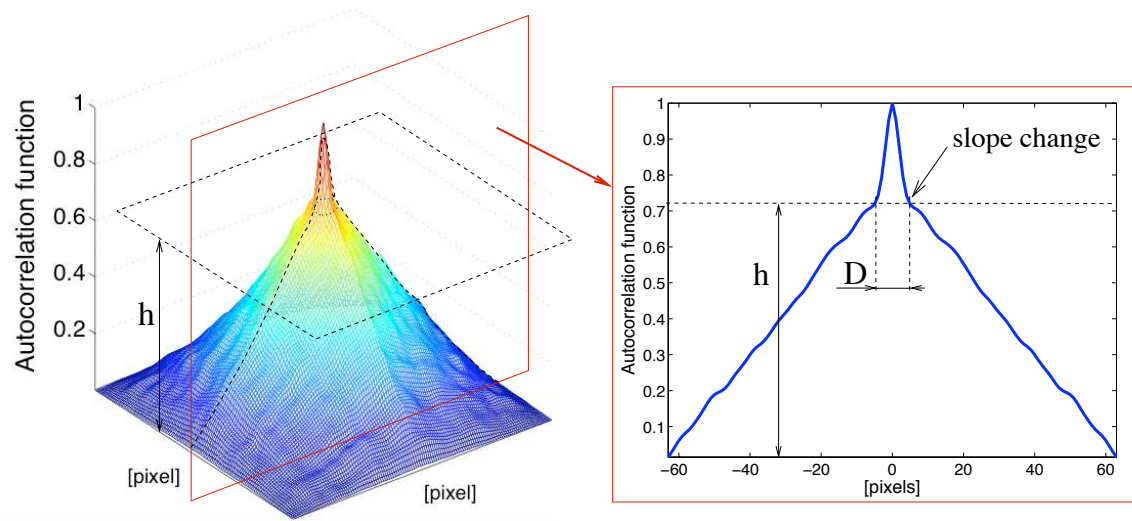 Autocorrelation function
1
0.8
0.6
0.4
0.2
h
[pixel]
[pixel]
Autocorrelation function
1
0.9
0.8
0.7
0.6
0.5
0.4
0.3
0.2
0.1
slope change
h
D
−60
−40
−20
0
20
40
60
[pixels]